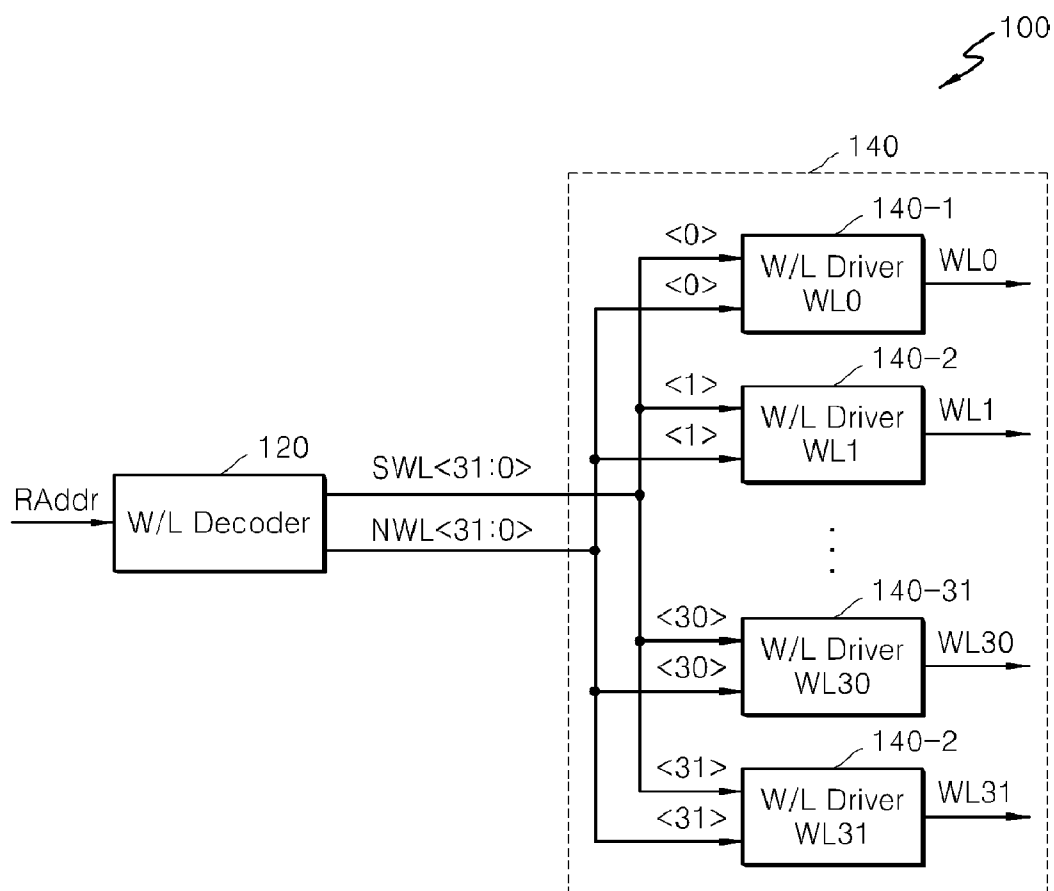 100
140
140-1
<0>
<0>
W/L Driver
WL0
WL0
140-2
<1>
<1>
W/L Driver
WL1
WL1
120
RAddr
W/L Decoder
SWL<31:0>
NWL<31:0>
140-31
<30>
<30>
W/L Driver
WL30
WL30
140-2
<31>
<31>
W/L Driver
WL31
WL31